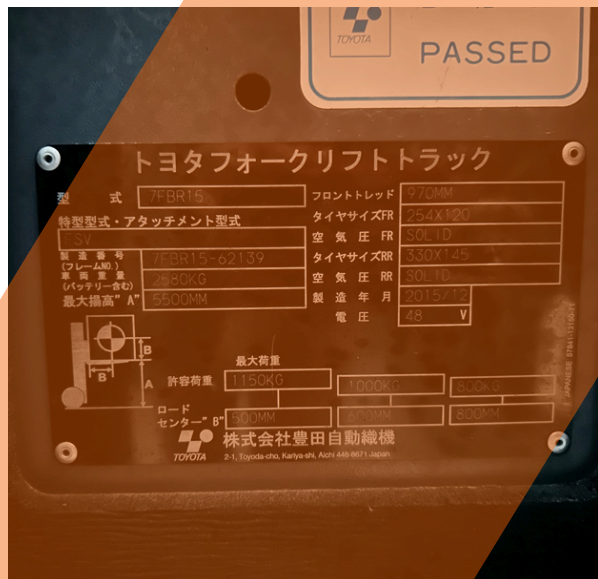 TOYOTA
PASSED
トヨタフォークリフトトラック
型式 7FBR15
特型型式・アタッチメント型式
FSV
製造番号 (フレームNO.) 7FBR15-62139
車両重量 (バッテリー含む) 2580KG
最大揚高"A" 5500MM
フロントトレッド 970MM
タイヤサイズFR 254X120
空気圧FR SOLID
タイヤサイズRR 330X145
空気圧RR SOLID
製造年月 2015/12
電圧 48 V
B
B
A
最大荷重
許容荷重 1150KG 1000KG 800KG
ロードセンター"B" 500MM 600MM 800MM
TOYOTA 株式会社豊田自動織機
2-1, Toyoda-cho, Kariya-shi, Aichi 448-8671 Japan
JAPANESE